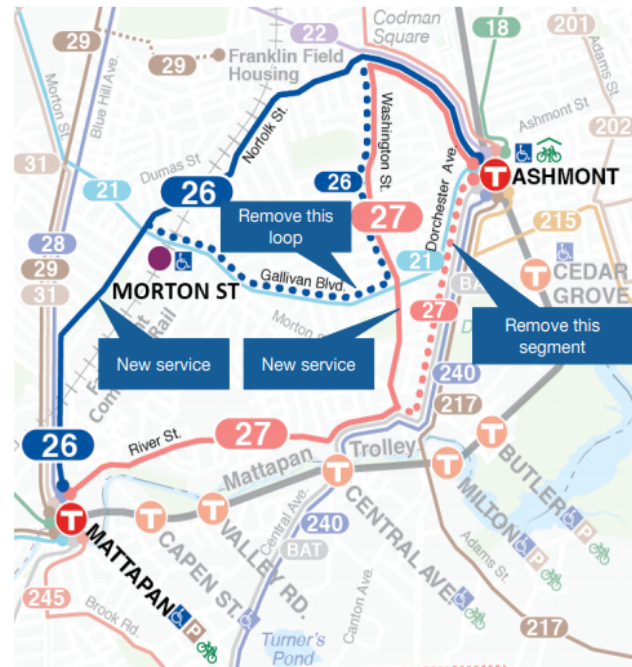 29
22
Codman
Square
18
201
29
Franklin Field
Housing
Adams St.
Morton St.
Blue Hill Ave.
Ashmont St.
202
31
Dumas St
Norfolk St.
Washington St.
T ASHMONT
21
26
26
Dorchester Ave.
Remove this
loop
27
215
28
29
31
MORTON ST
Gallivan Blvd.
21
T
CEDAR
GROVE
New service
New service
27
Remove this
segment
240
217
26
River St.
27
Mattapan
Trolley
T
T
T
T
T
T
MATTAPAN
P
CAPEN ST.
VALLEY RD.
CENTRAL AVE.
MILTON
P
BUTLER
P
Central Ave.
240
BAT
Adams St.
245
Brook Rd.
Canton Ave.
Turner's
Pond
217